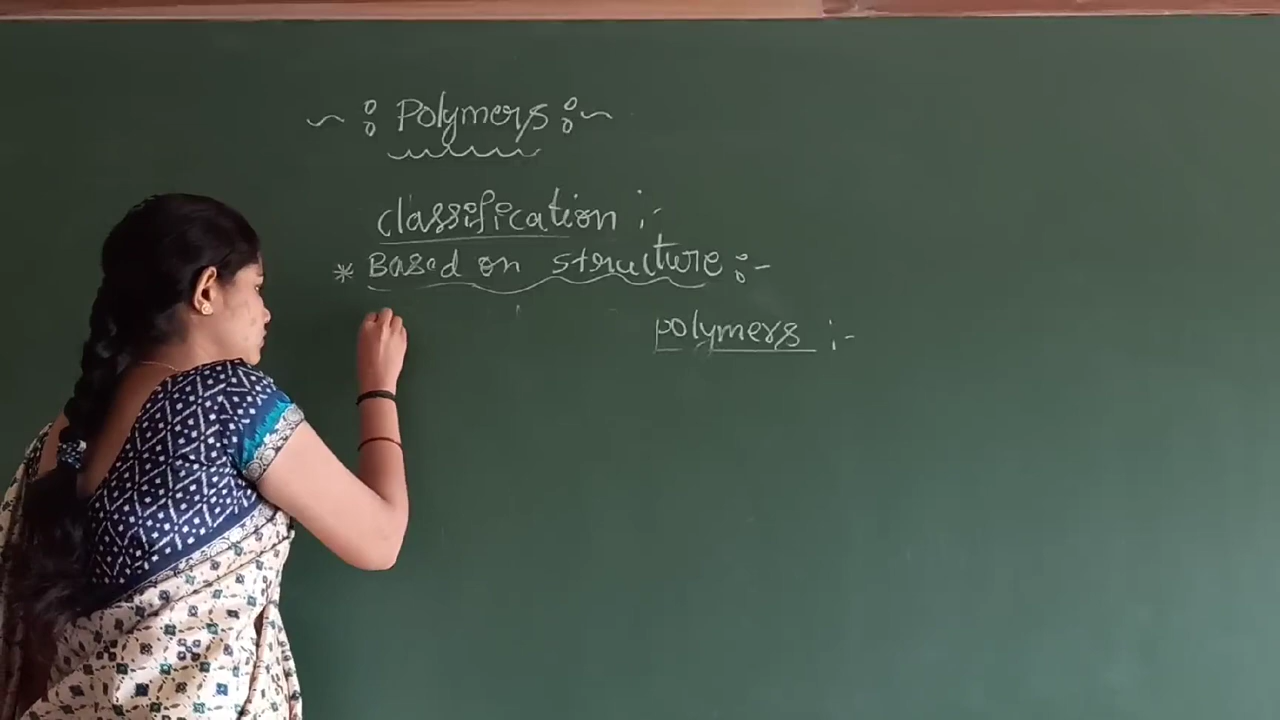 ~ : Polymers : ~
classification :-
* Based on structure :-
polymers :-